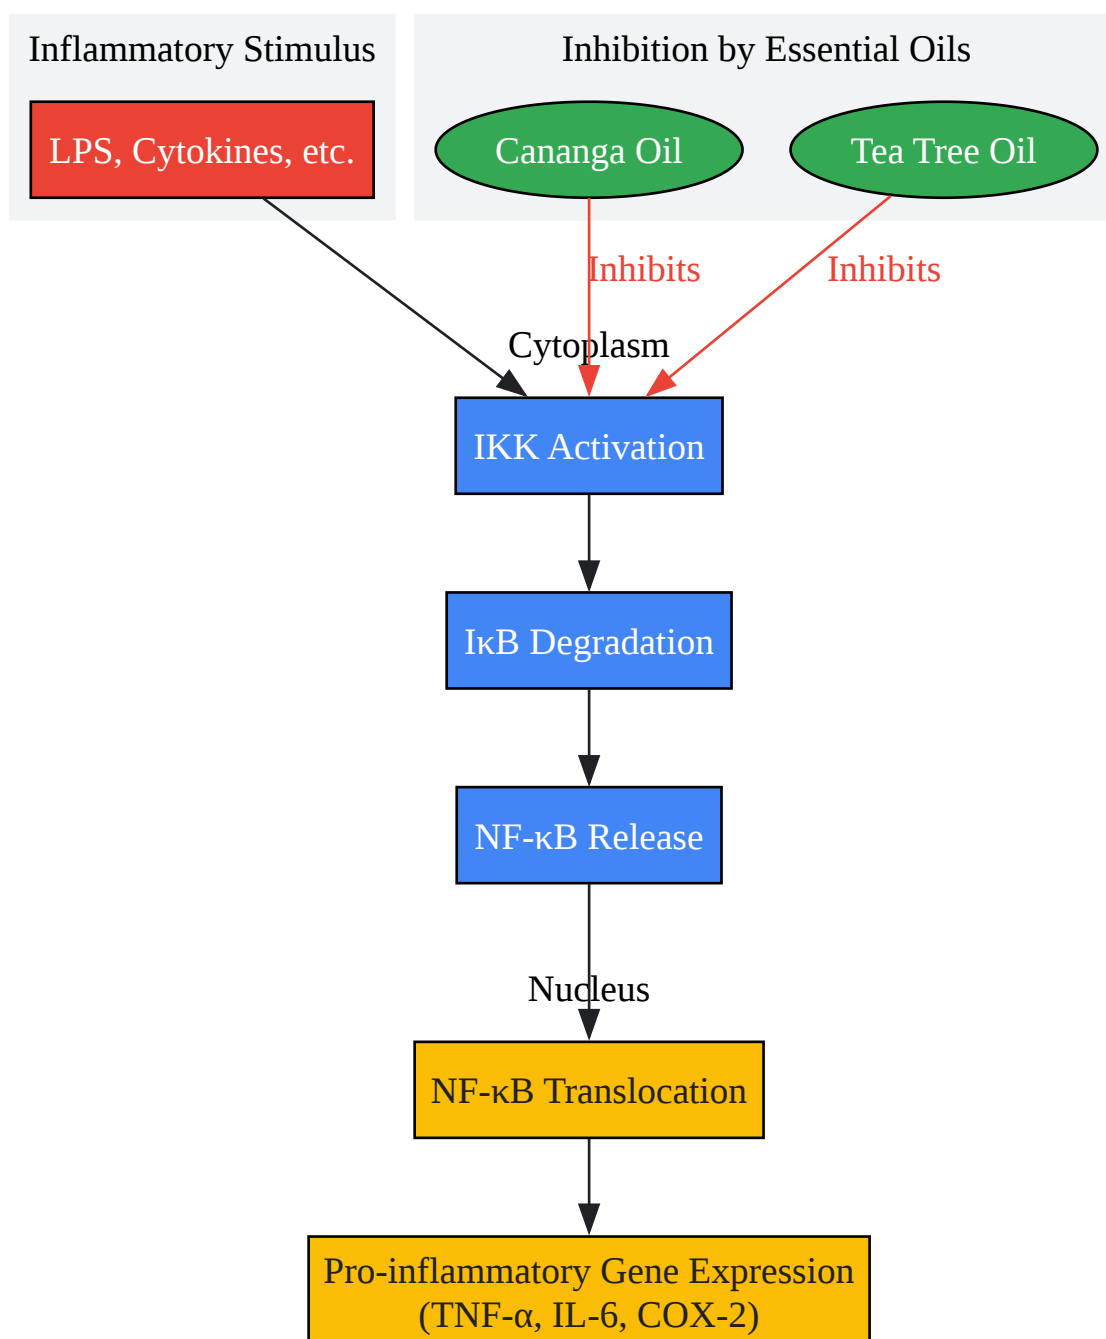 Inflammatory Stimulus
Inhibition by Essential Oils
LPS, Cytokines, etc.
Cananga Oil
Tea Tree Oil
Inhibits
Inhibits
Cytoplasm
IKK Activation
IκB Degradation
NF-κB Release
Nucleus
NF-κB Translocation
Pro-inflammatory Gene Expression
(TNF-α, IL-6, COX-2)